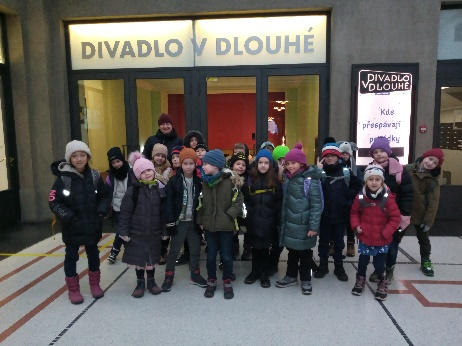 DIVADLO V DLOUHÉ
DIVADLO
V DLOUHÉ
Kde
přespávají